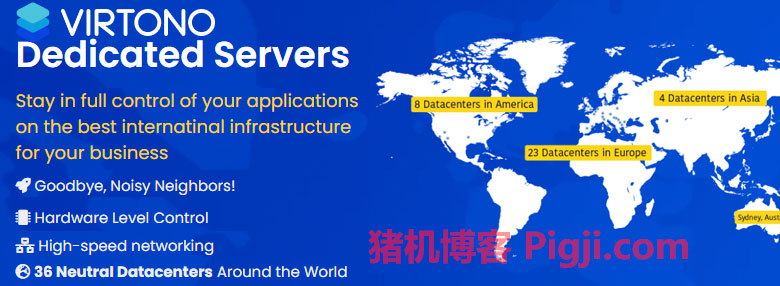 VIRTONO
Dedicated Servers
Stay in full control of your applications
on the best internatinal infrastructure
for your business
Goodbye, Noisy Neighbors!
Hardware Level Control
High-speed networking
36 Neutral Datacenters Around the World
8 Datacenters in America
4 Datacenters in Asia
23 Datacenters in Europe
Sydney, Aust
猪机博客 Pigji.com